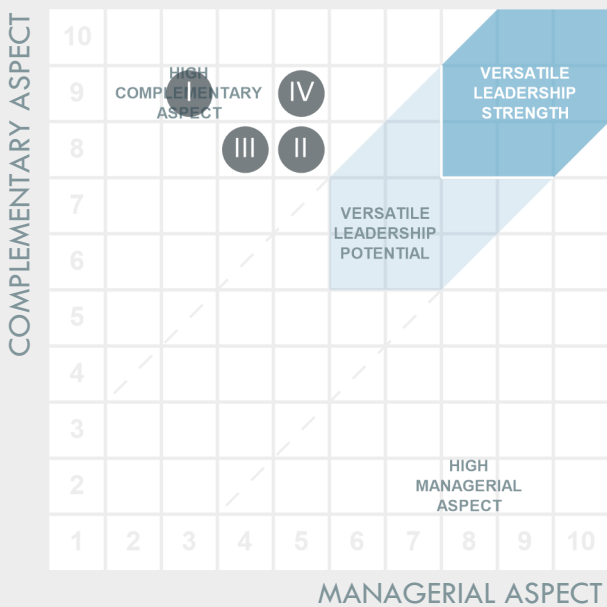 COMPLEMENTARY ASPECT
10
9
8
7
6
5
4
3
2
1 2 3 4 5 6 7 8 9 10
HIGH
COMPLEMENTARY
ASPECT
I
IV
III
II
VERSATILE
LEADERSHIP
STRENGTH
VERSATILE
LEADERSHIP
POTENTIAL
HIGH
MANAGERIAL
ASPECT
MANAGERIAL ASPECT